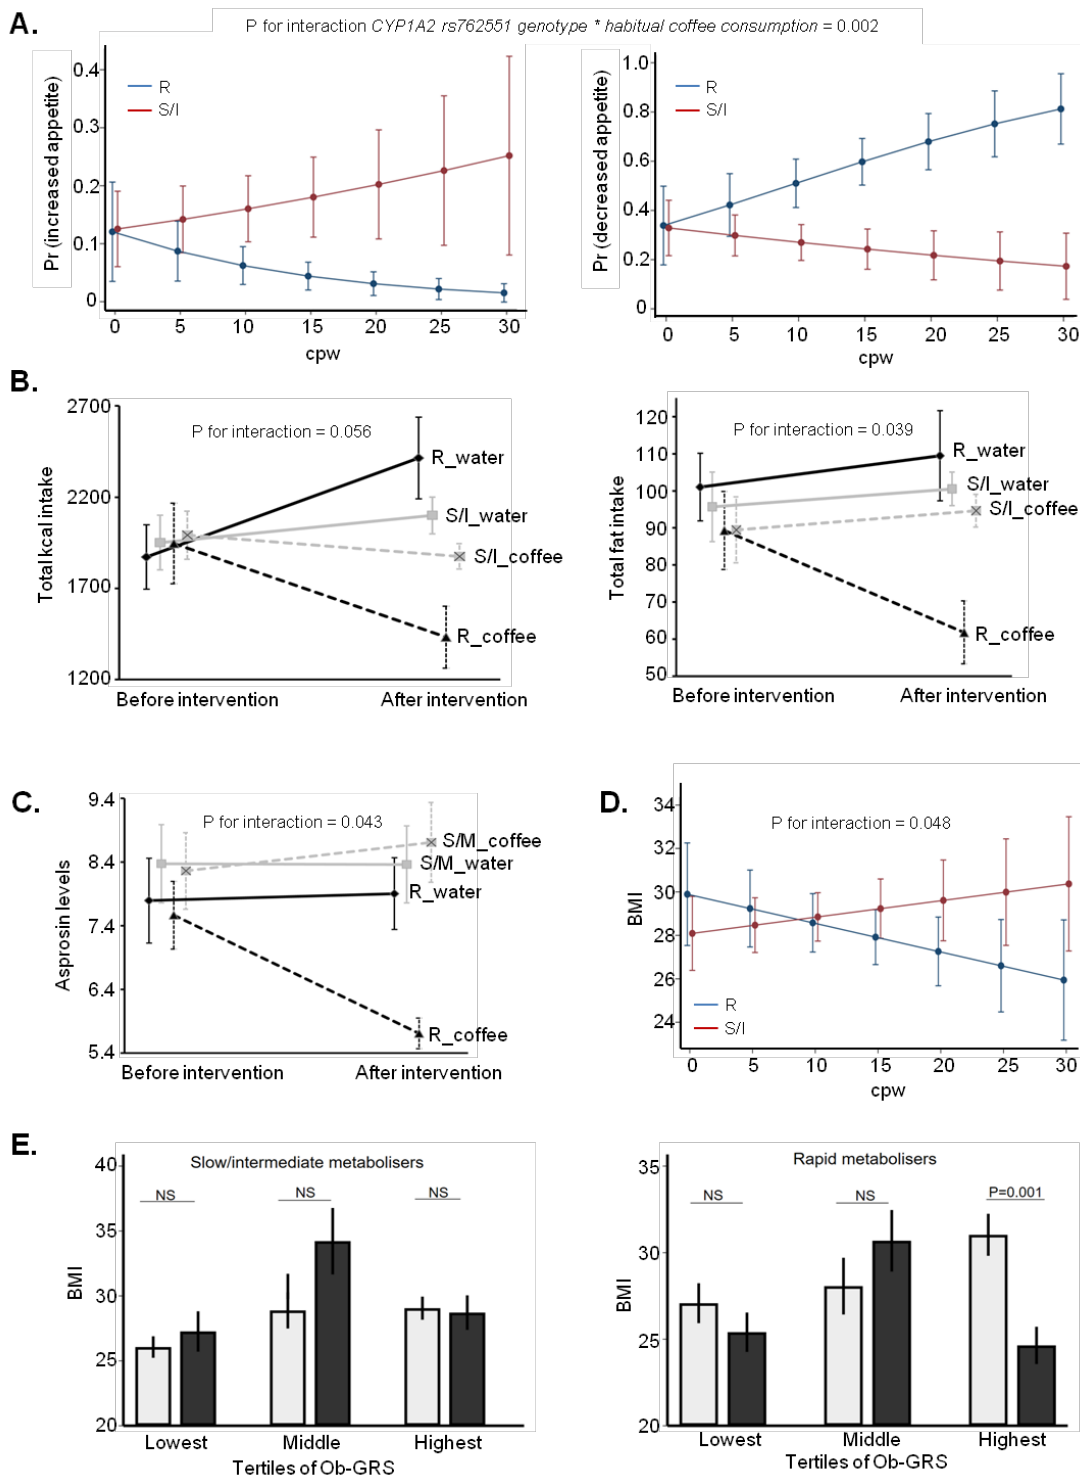 A.
P for interaction CYP1A2 rs762551 genotype * habitual coffee consumption = 0.002
Pr (increased appetite)
0.4
0.3
0.2
0.1
0
R
S/I
0 5 10 15 20 25 30
cpw
Pr (decreased appetite)
1.0
0.8
0.6
0.4
0.2
0
R
S/I
0 5 10 15 20 25 30
cpw
B.
Total kcal intake
2700
2200
1700
1200
P for interaction = 0.056
R_water
S/I_water
S/I_coffee
R_coffee
Before intervention After intervention
Total fat intake
120
110
100
90
80
70
60
50
P for interaction = 0.039
R_water
S/I_water
S/I_coffee
R_coffee
Before intervention After intervention
C.
Asprosin levels
9.4
8.4
7.4
6.4
5.4
P for interaction = 0.043
S/M_coffee
S/M_water
R_water
R_coffee
Before intervention After intervention
D.
BMI
34
32
30
28
26
24
P for interaction = 0.048
R
S/I
0 5 10 15 20 25 30
cpw
E.
BMI
40
35
30
25
20
Slow/intermediate metabolisers
NS NS NS
Lowest Middle Highest
Tertiles of Ob-GRS
BMI
35
30
25
20
Rapid metabolisers
NS NS P=0.001
Lowest Middle Highest
Tertiles of Ob-GRS